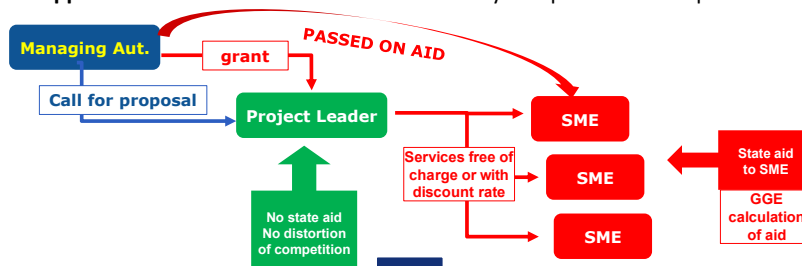 Managing Aut.
PASSED ON AID
grant
Call for proposal
Project Leader
SME
Services free of
charge or with
discount rate
SME
State aid
to SME
GGE
calculation
of aid
No state aid
No distortion
of competition
SME